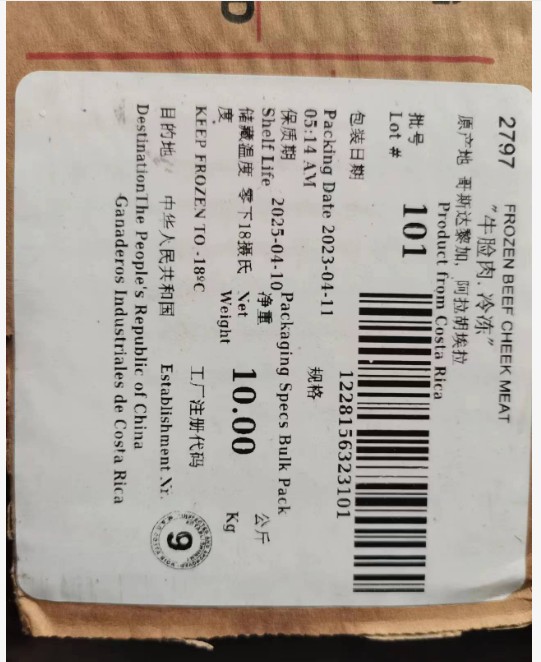 2797 FROZEN BEEF CHEEK MEAT
"牛脸肉,冷冻"
原产地 哥斯达黎加, 阿拉胡埃拉
Product from Costa Rica
批号
Lot # 101
1228156323101
包装日期
Packing Date 2023-04-11
05:14 AM
规格
Packaging Specs Bulk Pack
保质期
Shelf Life 2025-04-10
净重 公斤
Net Weight 10.00 Kg
储藏温度 零下18摄氏度
KEEP FROZEN TO -18ºC
工厂注册代码
Establishment Nr. 9
目的地 中华人民共和国
Destination The People's Republic of China
Ganaderos Industriales de Costa Rica